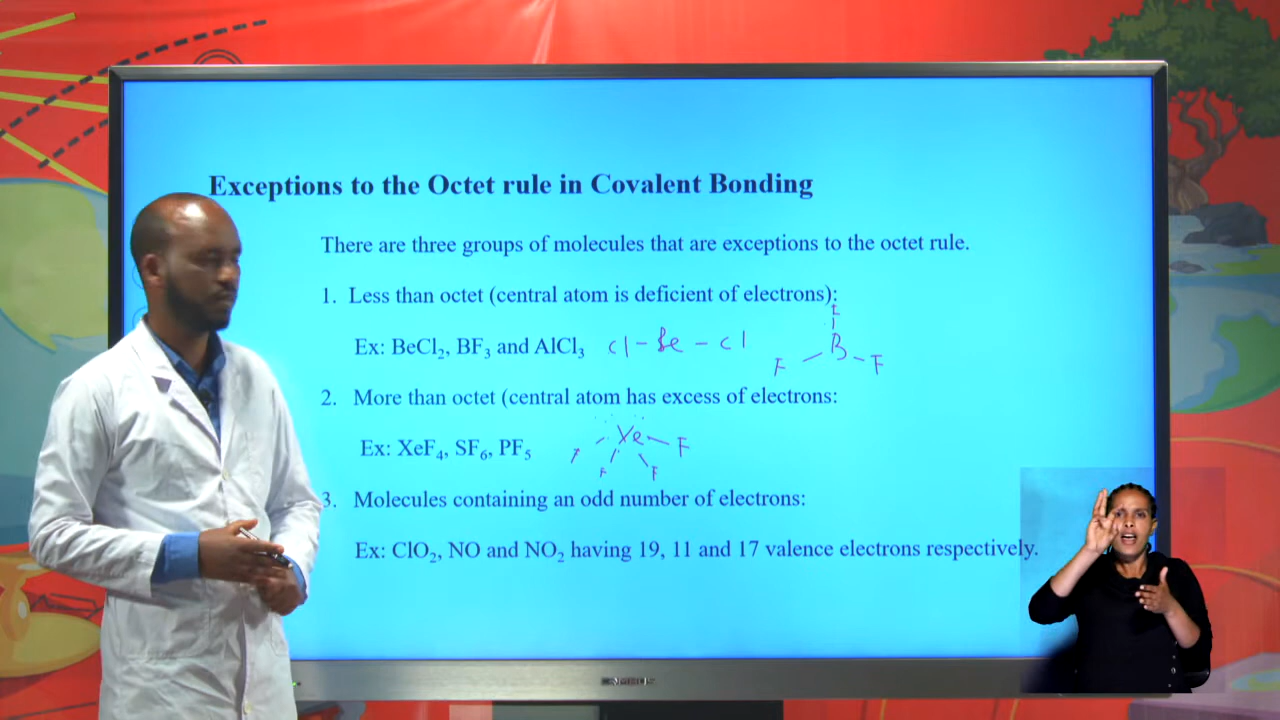 Exceptions to the Octet rule in Covalent Bonding
There are three groups of molecules that are exceptions to the octet rule.
1. Less than octet (central atom is deficient of electrons):
Ex: BeCl₂, BF₃ and AlCl₃ Cl - Be - Cl
B
F F
2. More than octet (central atom has excess of electrons:
Ex: XeF₄, SF₆, PF₅ Xe F
F F F
3. Molecules containing an odd number of electrons:
Ex: ClO₂, NO and NO₂ having 19, 11 and 17 valence electrons respectively.